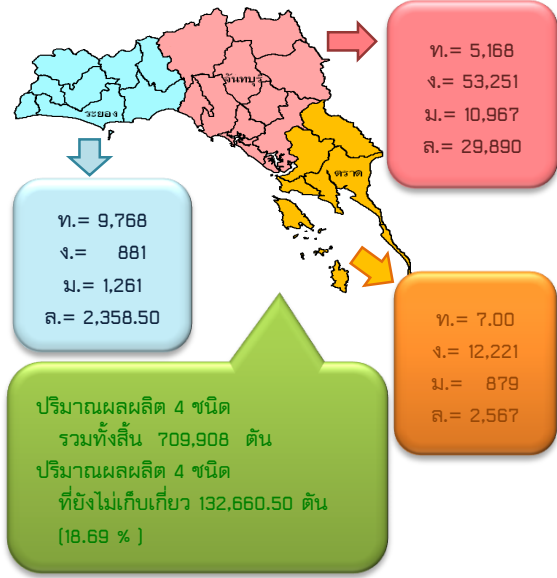 ท.= 5,168
ง.= 53,251
ม.= 10,967
ล.= 29,890
จันทบุรี
ระยอง
ตราด
ท.= 9,768
ง.= 881
ม.= 1,261
ล.= 2,358.50
ท.= 7.00
ง.= 12,221
ม.= 879
ล.= 2,567
ปริมาณผลผลิต 4 ชนิด
รวมทั้งสิ้น 709,908 ตัน
ปริมาณผลผลิต 4 ชนิด
ที่ยังไม่เก็บเกี่ยว 132,660.50 ตัน
(18.69 % )